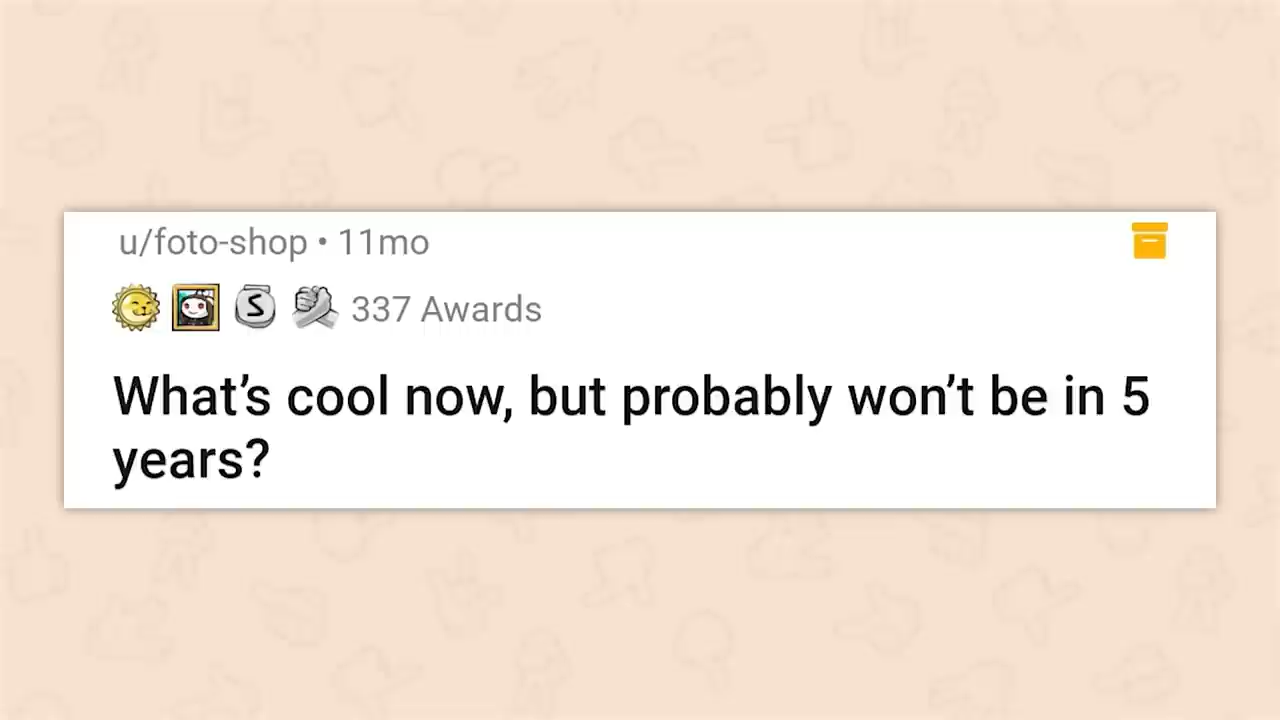 u/foto-shop • 11mo
337 Awards
What’s cool now, but probably won’t be in 5
years?